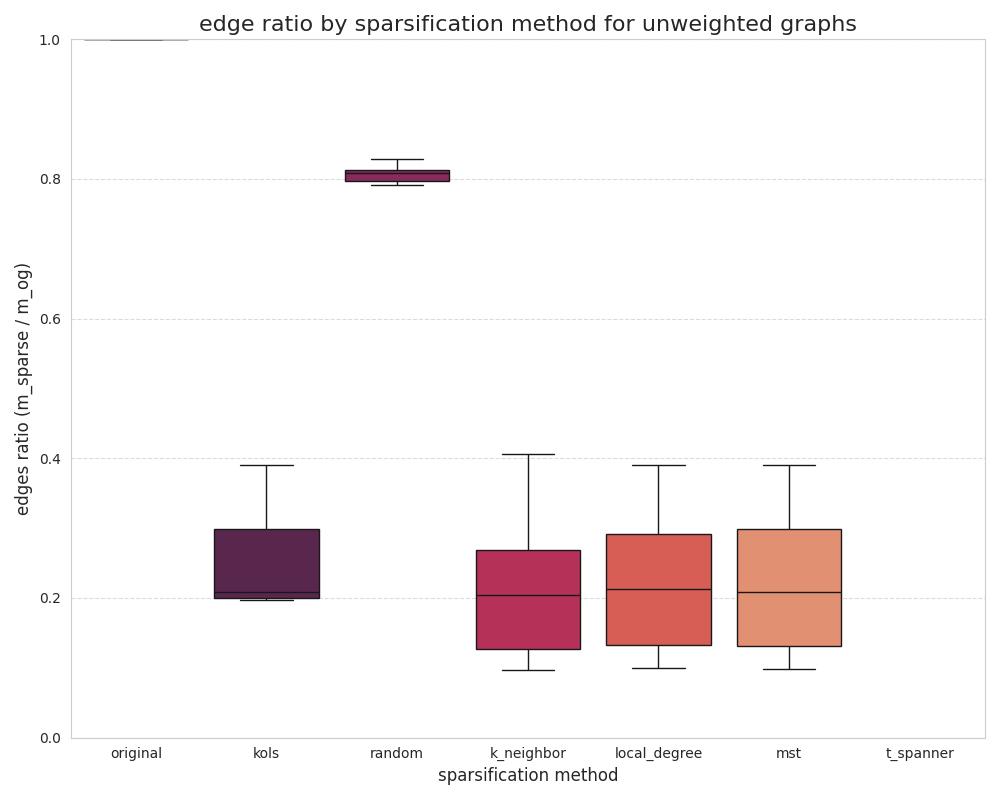 edge ratio by sparsification method for unweighted graphs
edges ratio (m_sparse / m_og)
1.0
0.8
0.6
0.4
0.2
0.0
original kols random k_neighbor local_degree mst t_spanner
sparsification method